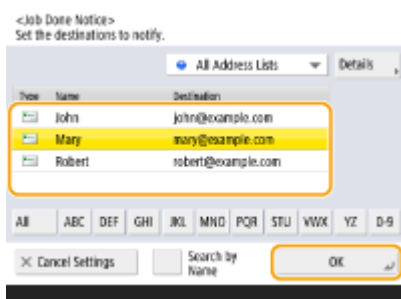 <Job Done Notice>
Set the destinations to notify.
All Address Lists
Details
Type Name Destination
John john@example.com
Mary mary@example.com
Robert robert@example.com
All ABC DEF GHI JKL MNO PQR STU VWX YZ 0-9
× Cancel Settings
Search by
Name
OK